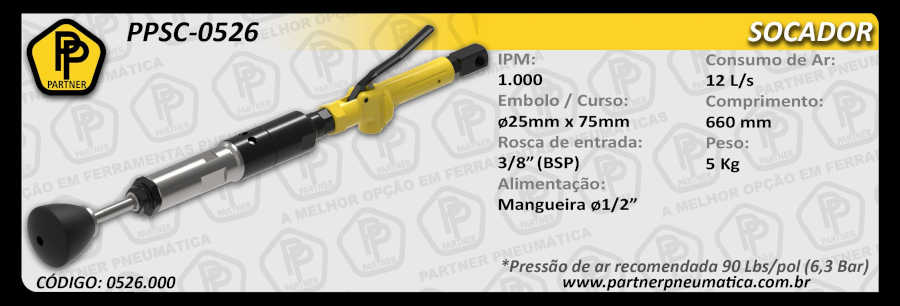 PPSC-0526
SOCADOR
PP
PARTNER
IPM:
1.000
Embolo / Curso:
ø25mm x 75mm
Rosca de entrada:
3/8” (BSP)
Alimentação:
Mangueira ø1/2”
Consumo de Ar:
12 L/s
Comprimento:
660 mm
Peso:
5 Kg
CÓDIGO: 0526.000
*Pressão de ar recomendada 90 Lbs/pol (6,3 Bar)
www.partnerpneumatica.com.br